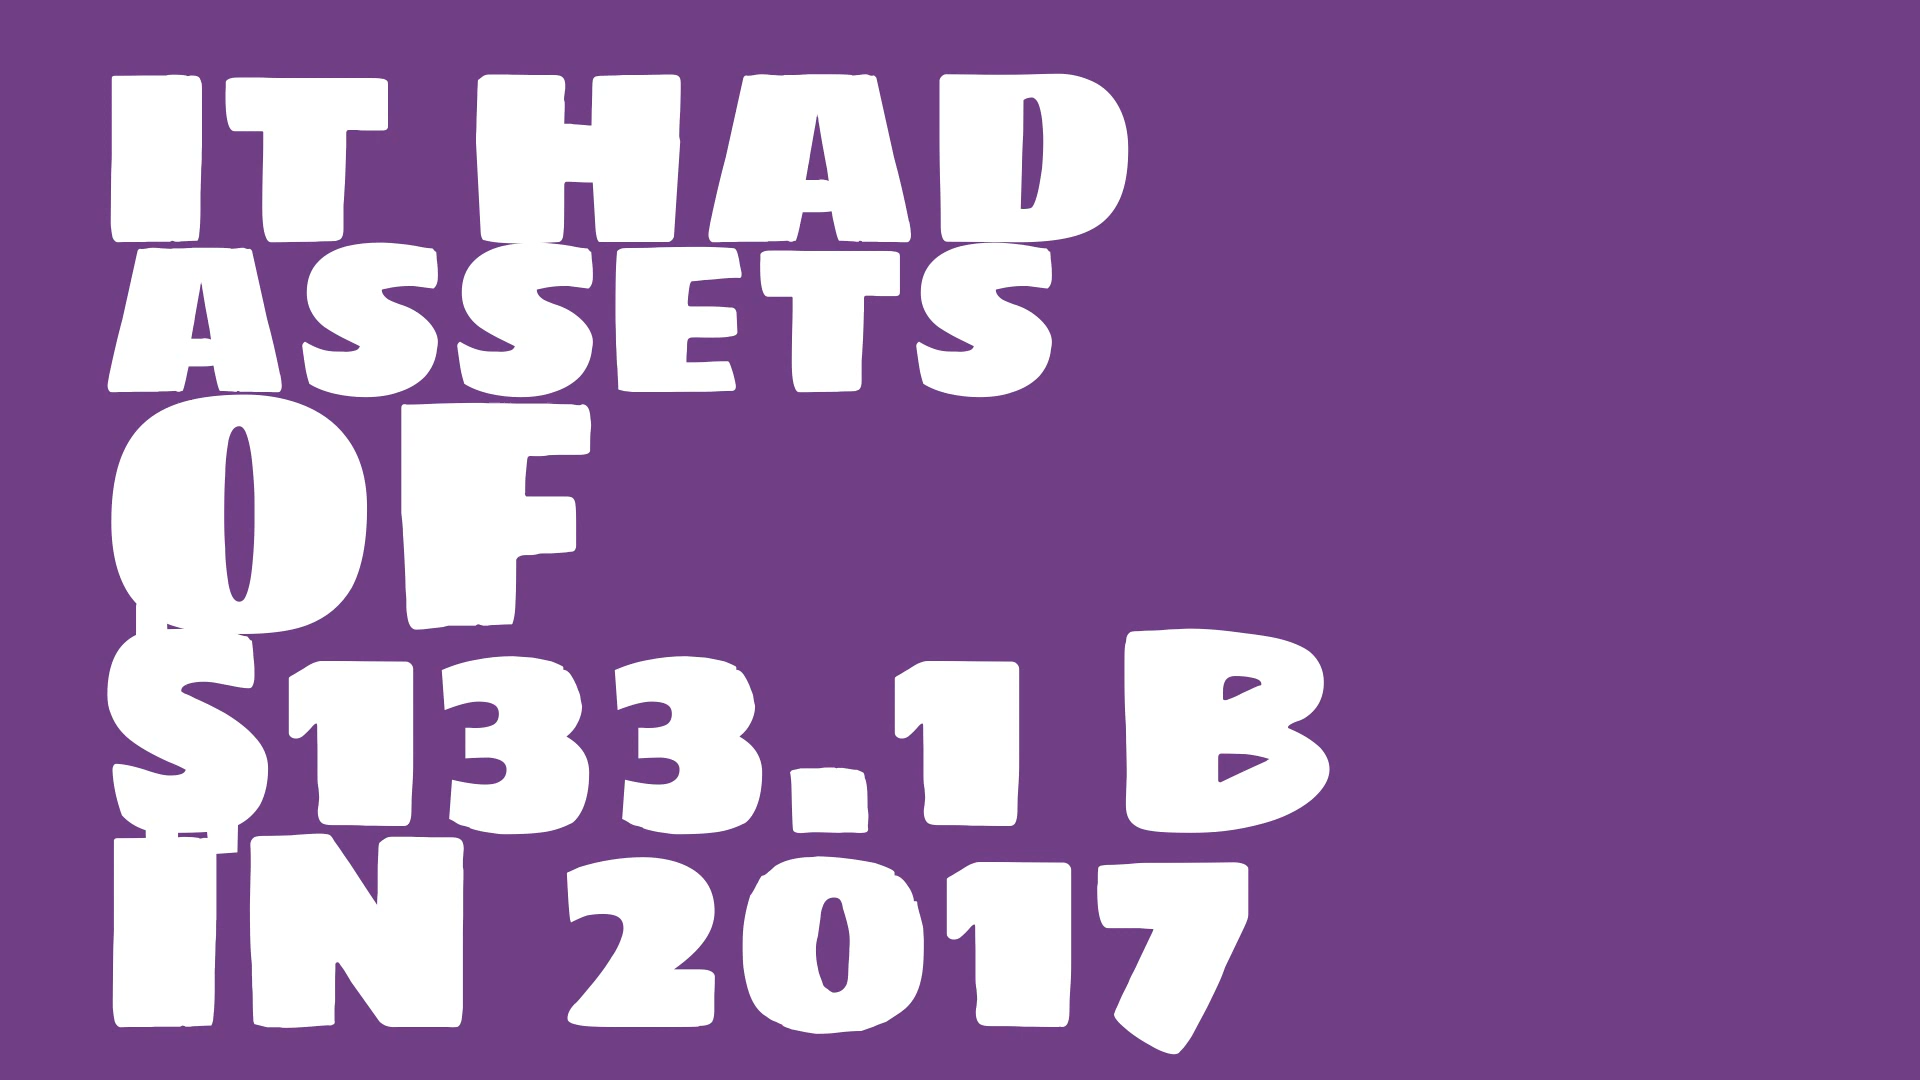 IT HAD
ASSETS
OF
$133.1 B
IN 2017